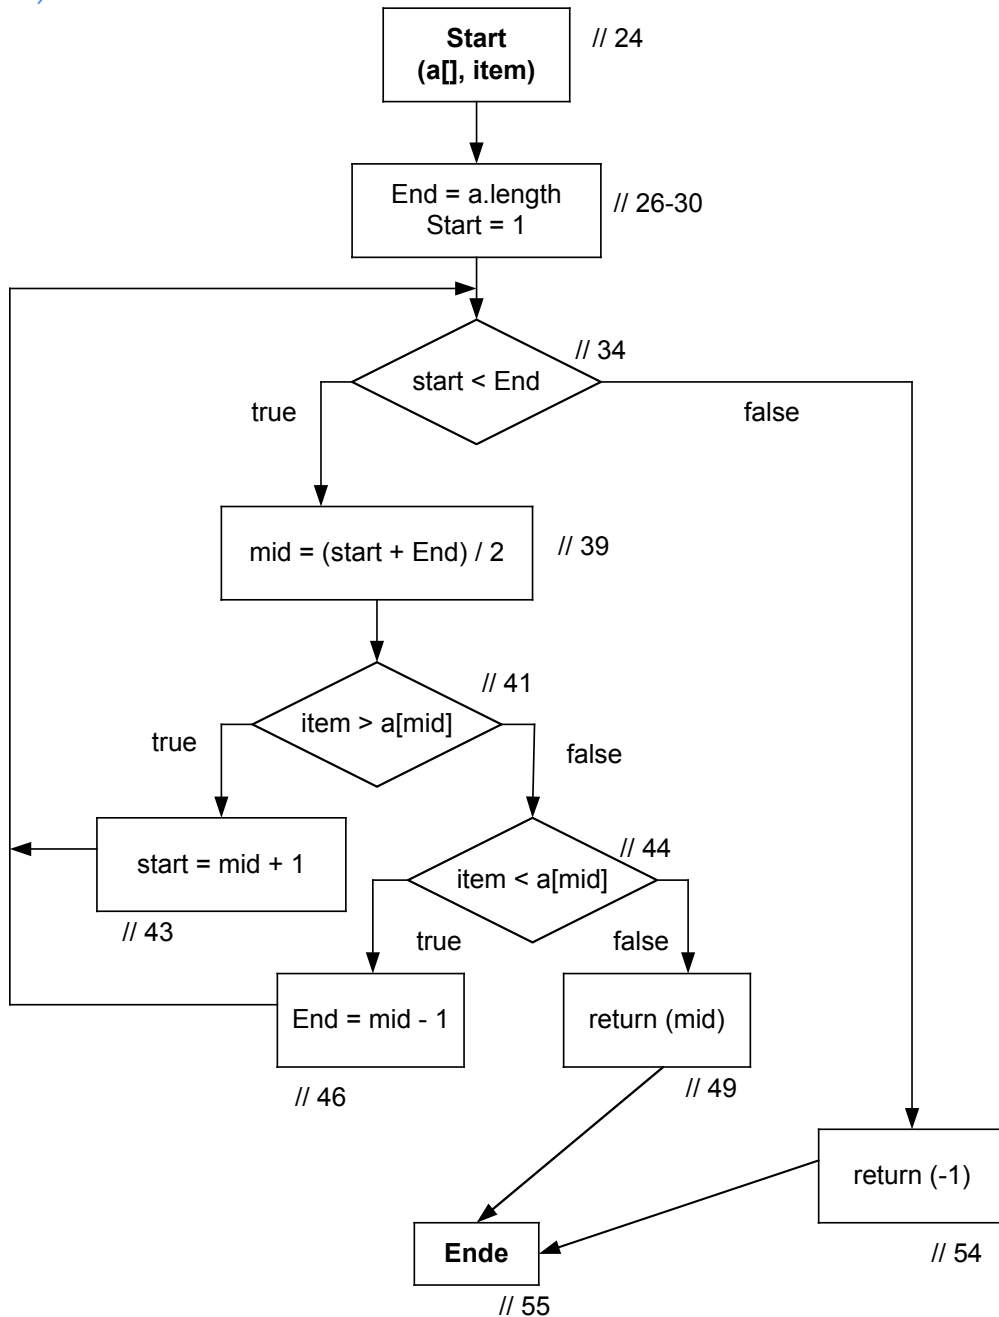 Start
(a[], item)
// 24
End = a.length
Start = 1
// 26-30
// 34
start < End
true
false
mid = (start + End) / 2
// 39
// 41
item > a[mid]
true
false
start = mid + 1
// 43
// 44
item < a[mid]
true
false
End = mid - 1
// 46
return (mid)
// 49
return (-1)
// 54
Ende
// 55